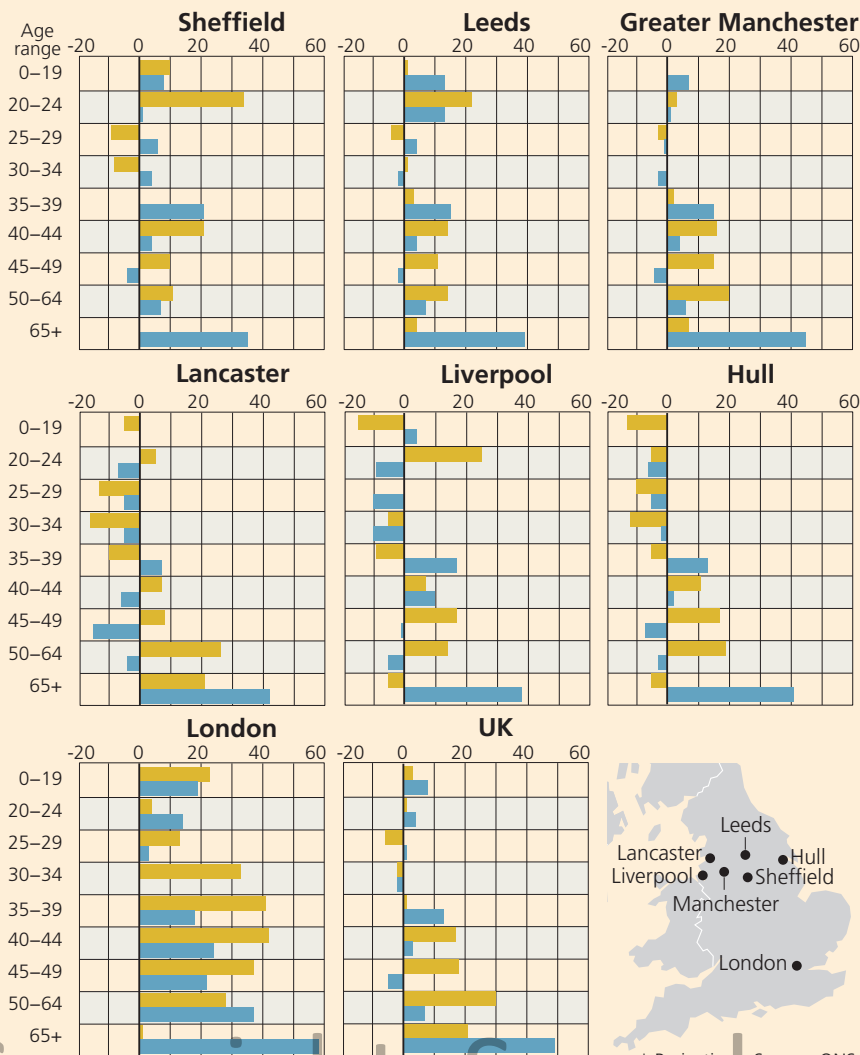 Sheffield Leeds Greater Manchester
Age
range
-20 0 20 40 60 -20 0 20 40 60 -20 0 20 40 60
0–19
20–24
25–29
30–34
35–39
40–44
45–49
50–64
65+
Lancaster Liverpool Hull
-20 0 20 40 60 -20 0 20 40 60 -20 0 20 40 60
0–19
20–24
25–29
30–34
35–39
40–44
45–49
50–64
65+
London UK
-20 0 20 40 60 -20 0 20 40 60
0–19
20–24
25–29
30–34
35–39
40–44
45–49
50–64
65+
Leeds
Lancaster Hull
Liverpool Sheffield
Manchester
London